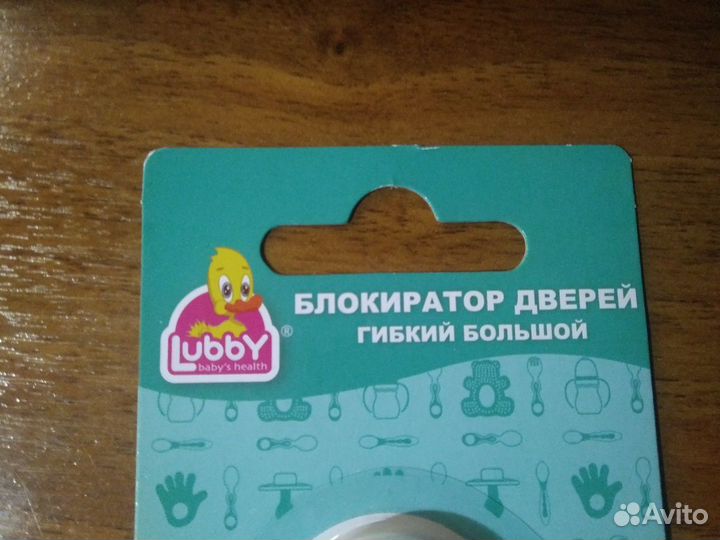 БЛОКИРАТОР ДВЕРЕЙ
ГИБКИЙ БОЛЬШОЙ
LubbY ®
baby's health
Avito